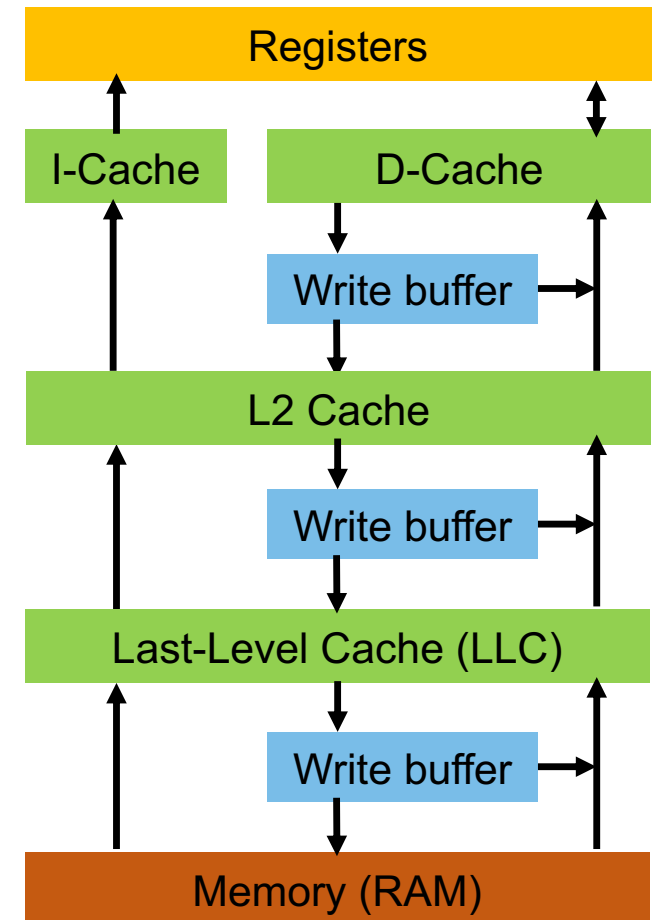 Registers
I-Cache
D-Cache
Write buffer
L2 Cache
Write buffer
Last-Level Cache (LLC)
Write buffer
Memory (RAM)